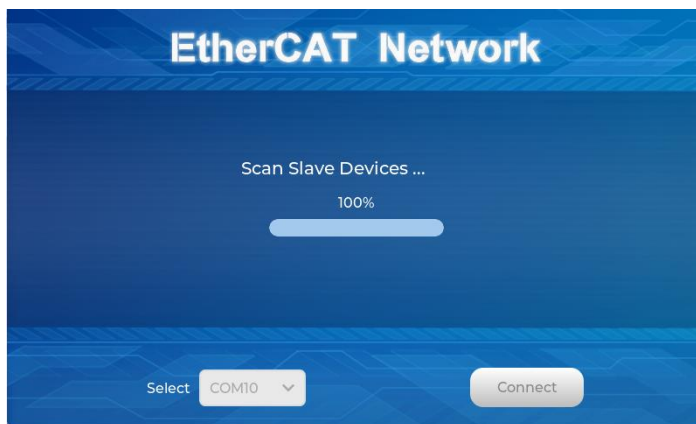 EtherCAT Network
Scan Slave Devices ...
100%
Select COM10 Connect